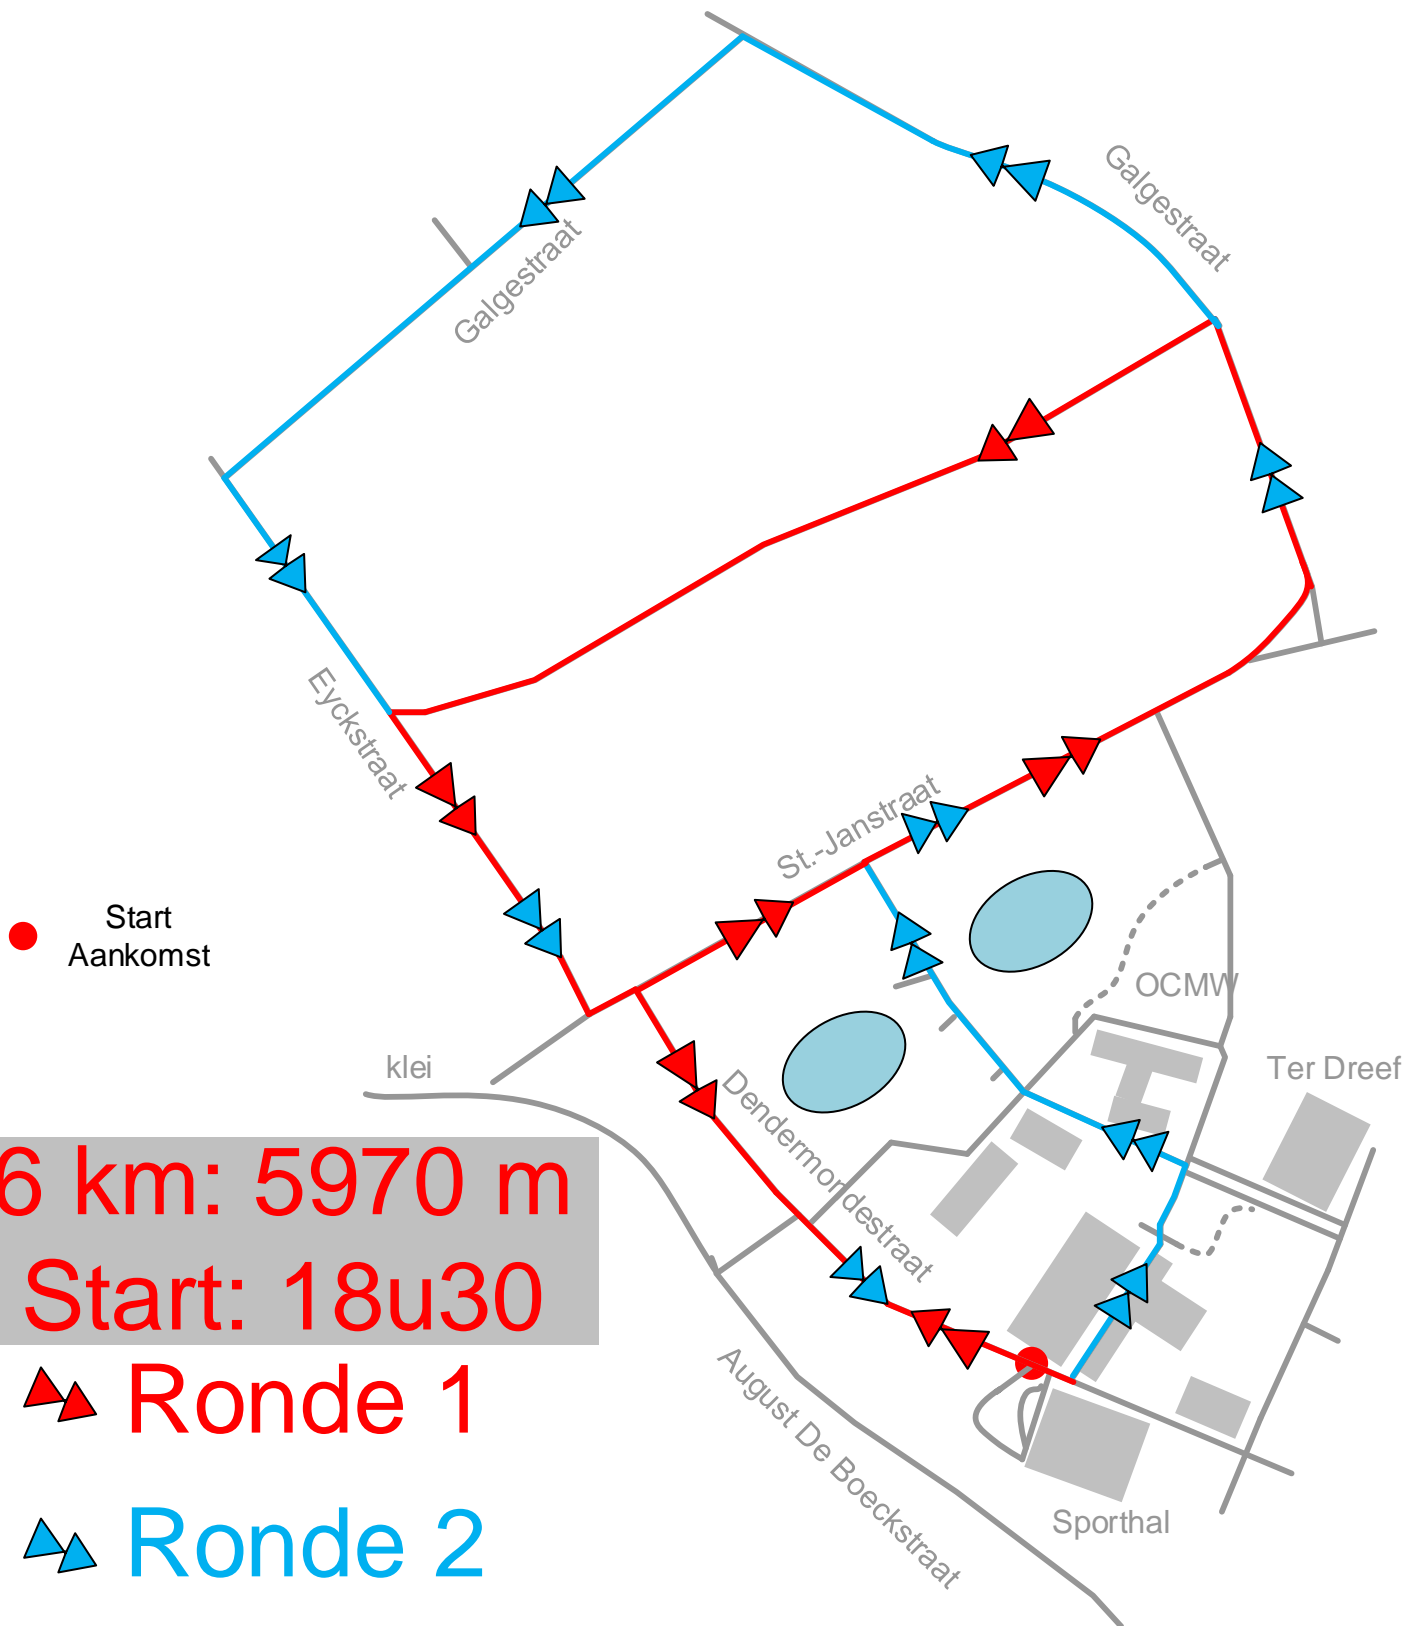 Galgestraat
Galgestraat
Eyckstraat
St.-Janstraat
Start
Aankomst
OCMW
klei
Ter Dreef
Dendermondestraat
6 km: 5970 m
Start: 18u30
Ronde 1
August De Boeckstraat
Sporthal
Ronde 2